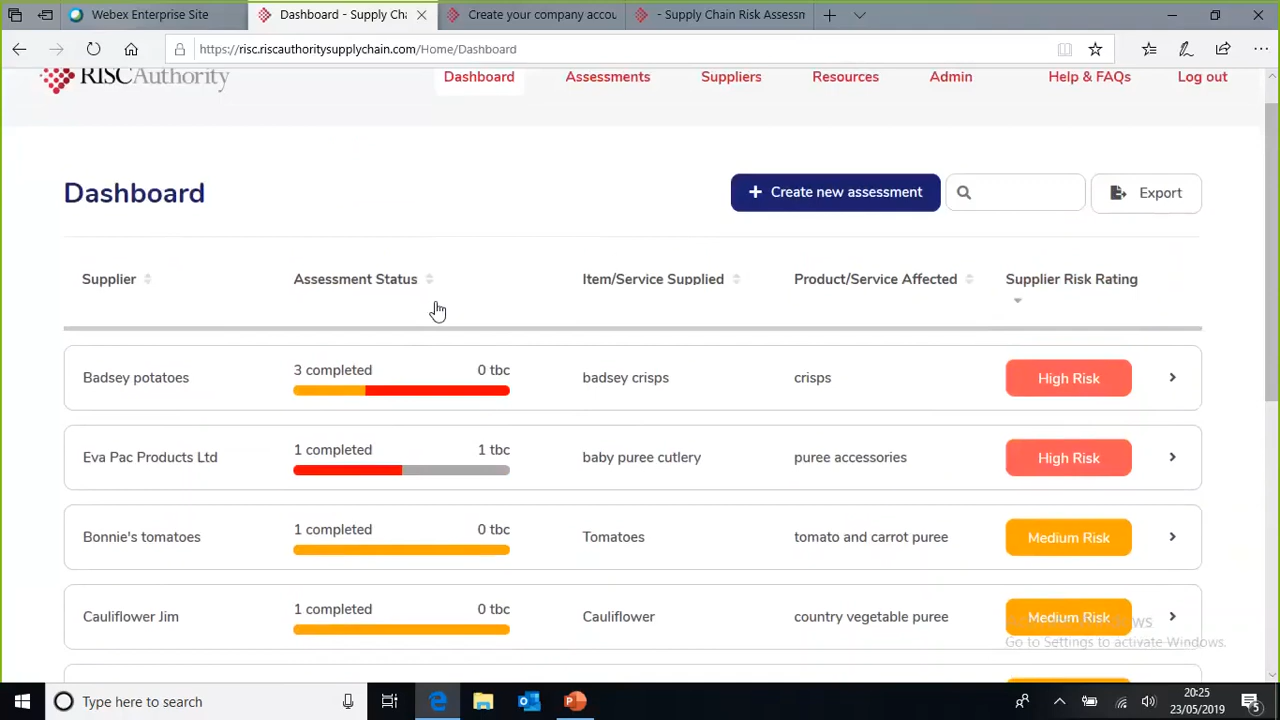 Webex Enterprise Site
Dashboard - Supply Cha
Create your company accou
- Supply Chain Risk Assessm
https://risc.riscauthoritysupplychain.com/Home/Dashboard
RISCAuthority
Dashboard
Assessments
Suppliers
Resources
Admin
Help & FAQs
Log out
Dashboard
+ Create new assessment
Export
Supplier
Assessment Status
Item/Service Supplied
Product/Service Affected
Supplier Risk Rating
Badsey potatoes
3 completed
0 tbc
badsey crisps
crisps
High Risk
Eva Pac Products Ltd
1 completed
1 tbc
baby puree cutlery
puree accessories
High Risk
Bonnie's tomatoes
1 completed
0 tbc
Tomatoes
tomato and carrot puree
Medium Risk
Cauliflower Jim
1 completed
0 tbc
Cauliflower
country vegetable puree
Medium Risk
Go to Settings to activate Windows.
Type here to search
20:25
23/05/2019
5